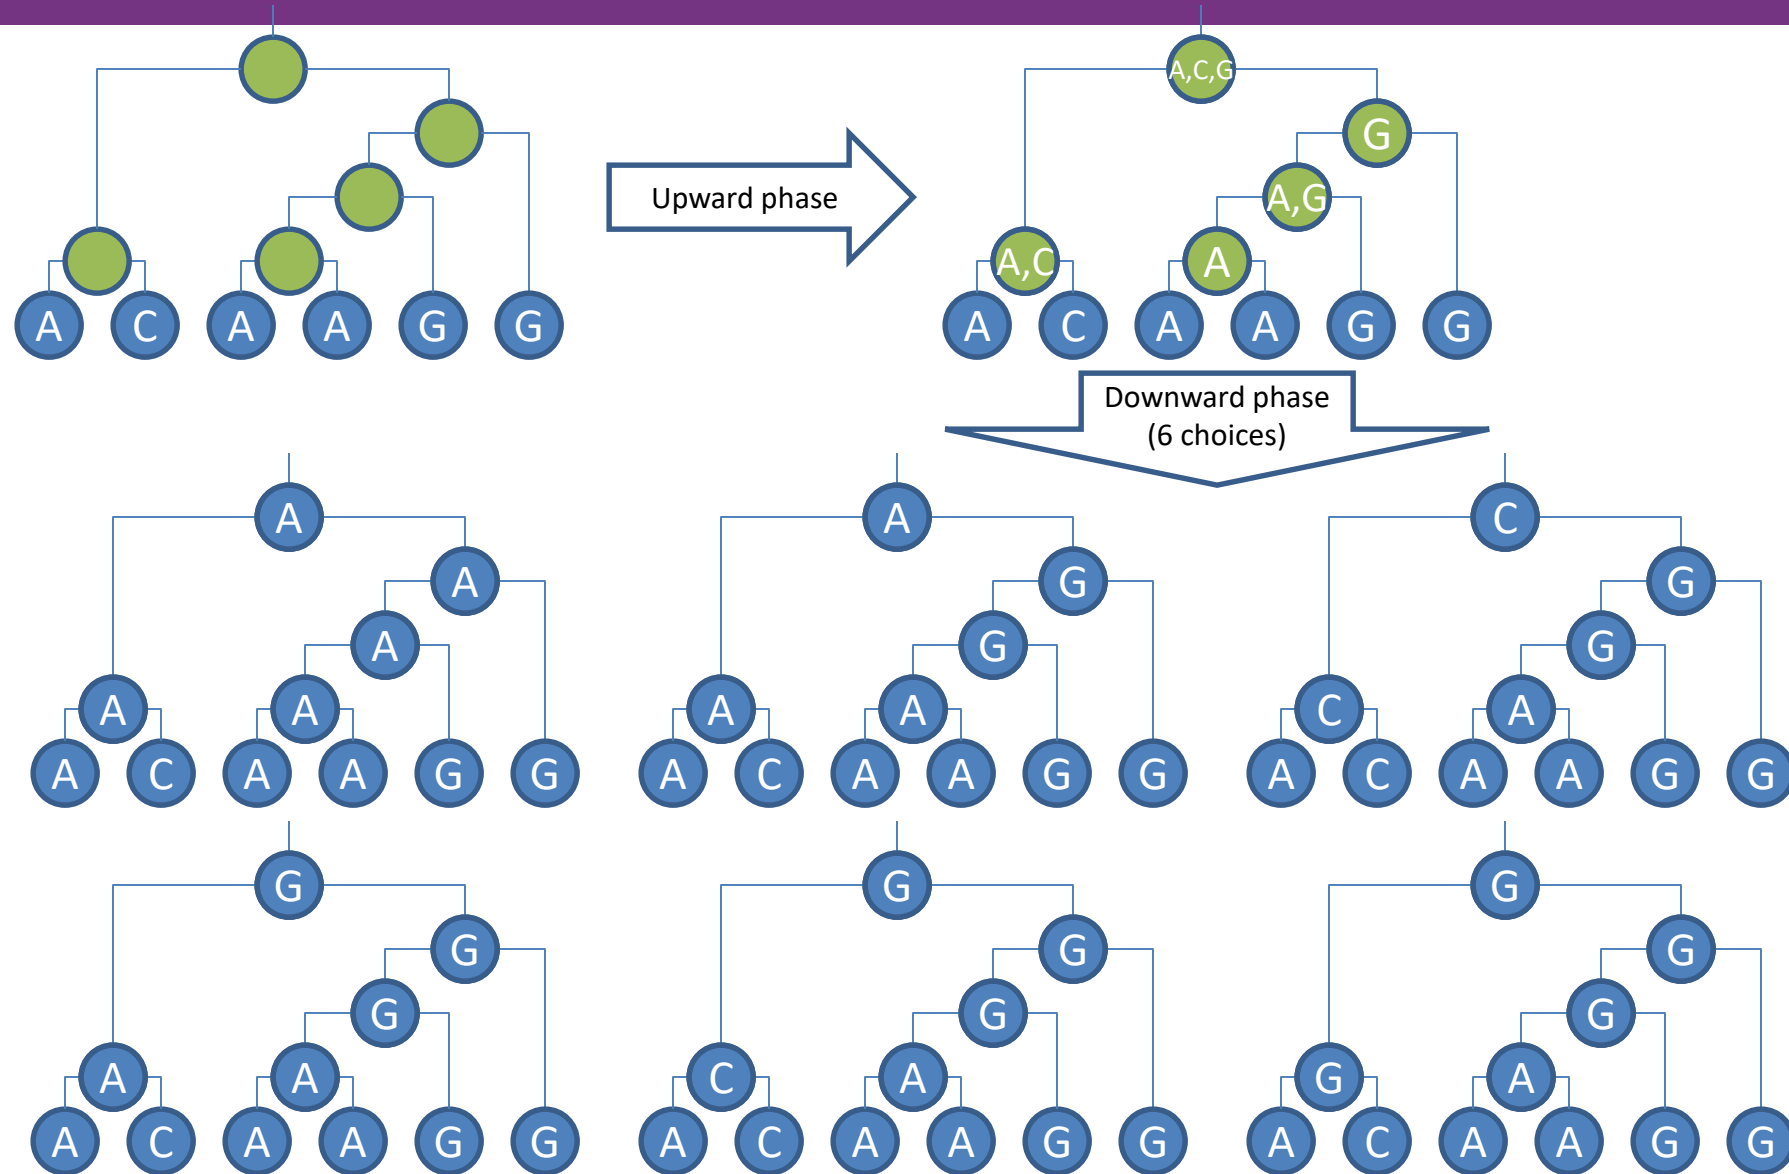 A,C,G
G
Upward phase
A,G
A,C A
A C A A G G
A C A A G G
Downward phase
(6 choices)
A A C
A G G
A G G
A A A A C A
A C A A G G A C A A G G A C A A G G
G G G
G G G
G G G
A A C A G A
A C A A G G A C A A G G A C A A G G